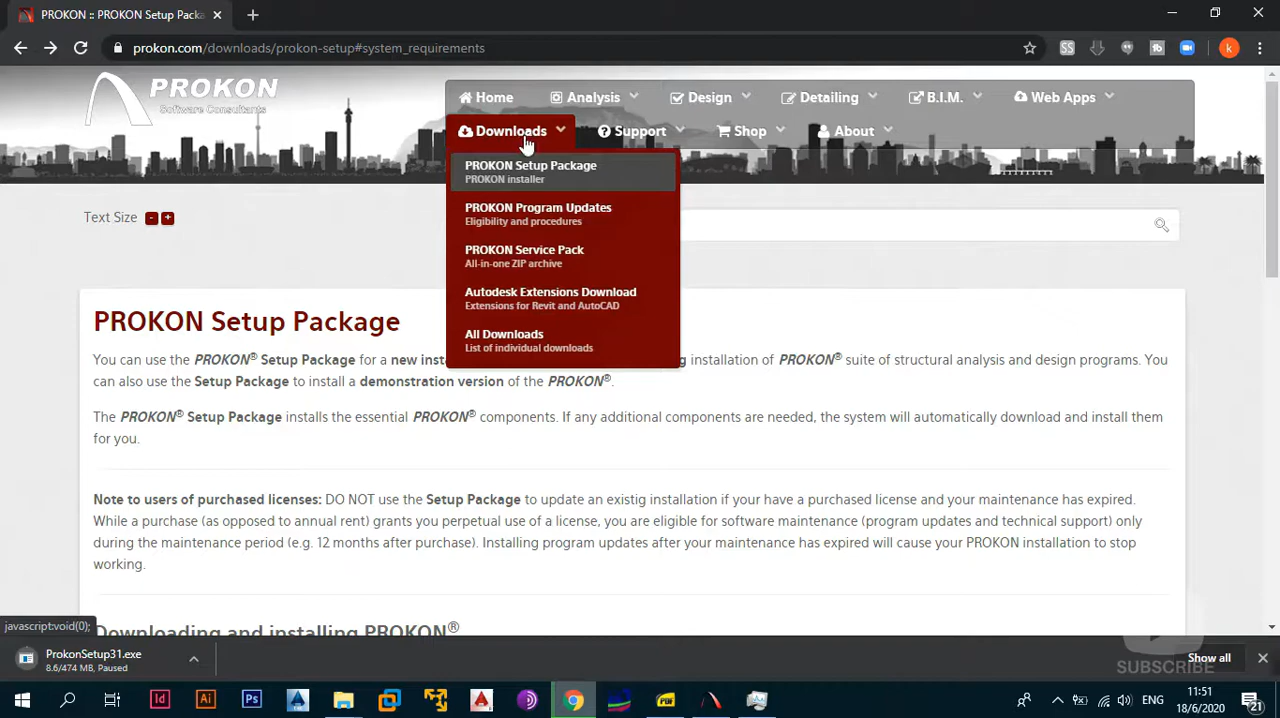 PROKON :: PROKON Setup Packa
prokon.com/downloads/prokon-setup#system_requirements
SS
k
PROKON
Software Consultants
Home
Analysis
Design
Detailing
B.I.M.
Web Apps
Downloads
Support
Shop
About
PROKON Setup Package
PROKON installer
PROKON Program Updates
Eligibility and procedures
PROKON Service Pack
All-in-one ZIP archive
Autodesk Extensions Download
Extensions for Revit and AutoCAD
All Downloads
List of individual downloads
Text Size - +
PROKON Setup Package
You can use the PROKON® Setup Package for a new inst installation of PROKON® suite of structural analysis and design programs. You
can also use the Setup Package to install a demonstration version of the PROKON®.
The PROKON® Setup Package installs the essential PROKON® components. If any additional components are needed, the system will automatically download and install them
for you.
Note to users of purchased licenses: DO NOT use the Setup Package to update an existig installation if your have a purchased license and your maintenance has expired.
While a purchase (as opposed to annual rent) grants you perpetual use of a license, you are eligible for software maintenance (program updates and technical support) only
during the maintenance period (e.g. 12 months after purchase). Installing program updates after your maintenance has expired will cause your PROKON installation to stop
working.
Downloading and installing PROKON®
javascript:void(0);
ProkonSetup31.exe
8.6/474 MB, Paused
Show all
SUBSCRIBE
Id
Ai
Ps
PDF
ENG
11:51
18/6/2020
21